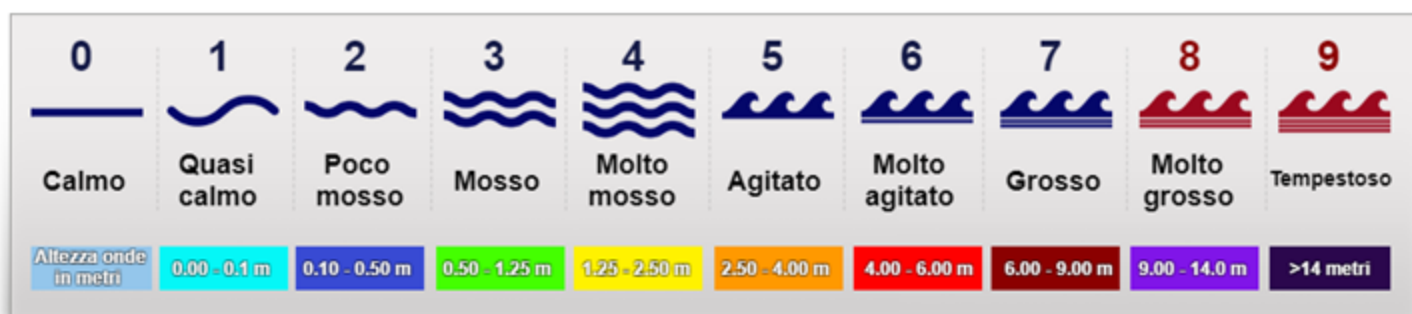 0 1 2 3 4 5 6 7 8 9
Calmo
Quasi
calmo
Poco
mosso
Mosso
Molto
mosso
Agitato
Molto
agitato
Grosso
Molto
grosso
Tempestoso
Altezza onde
in metri
0.00 - 0.1 m
0.10 - 0.50 m
0.50 - 1.25 m
1.25 - 2.50 m
2.50 - 4.00 m
4.00 - 6.00 m
6.00 - 9.00 m
9.00 - 14.0 m
>14 metri